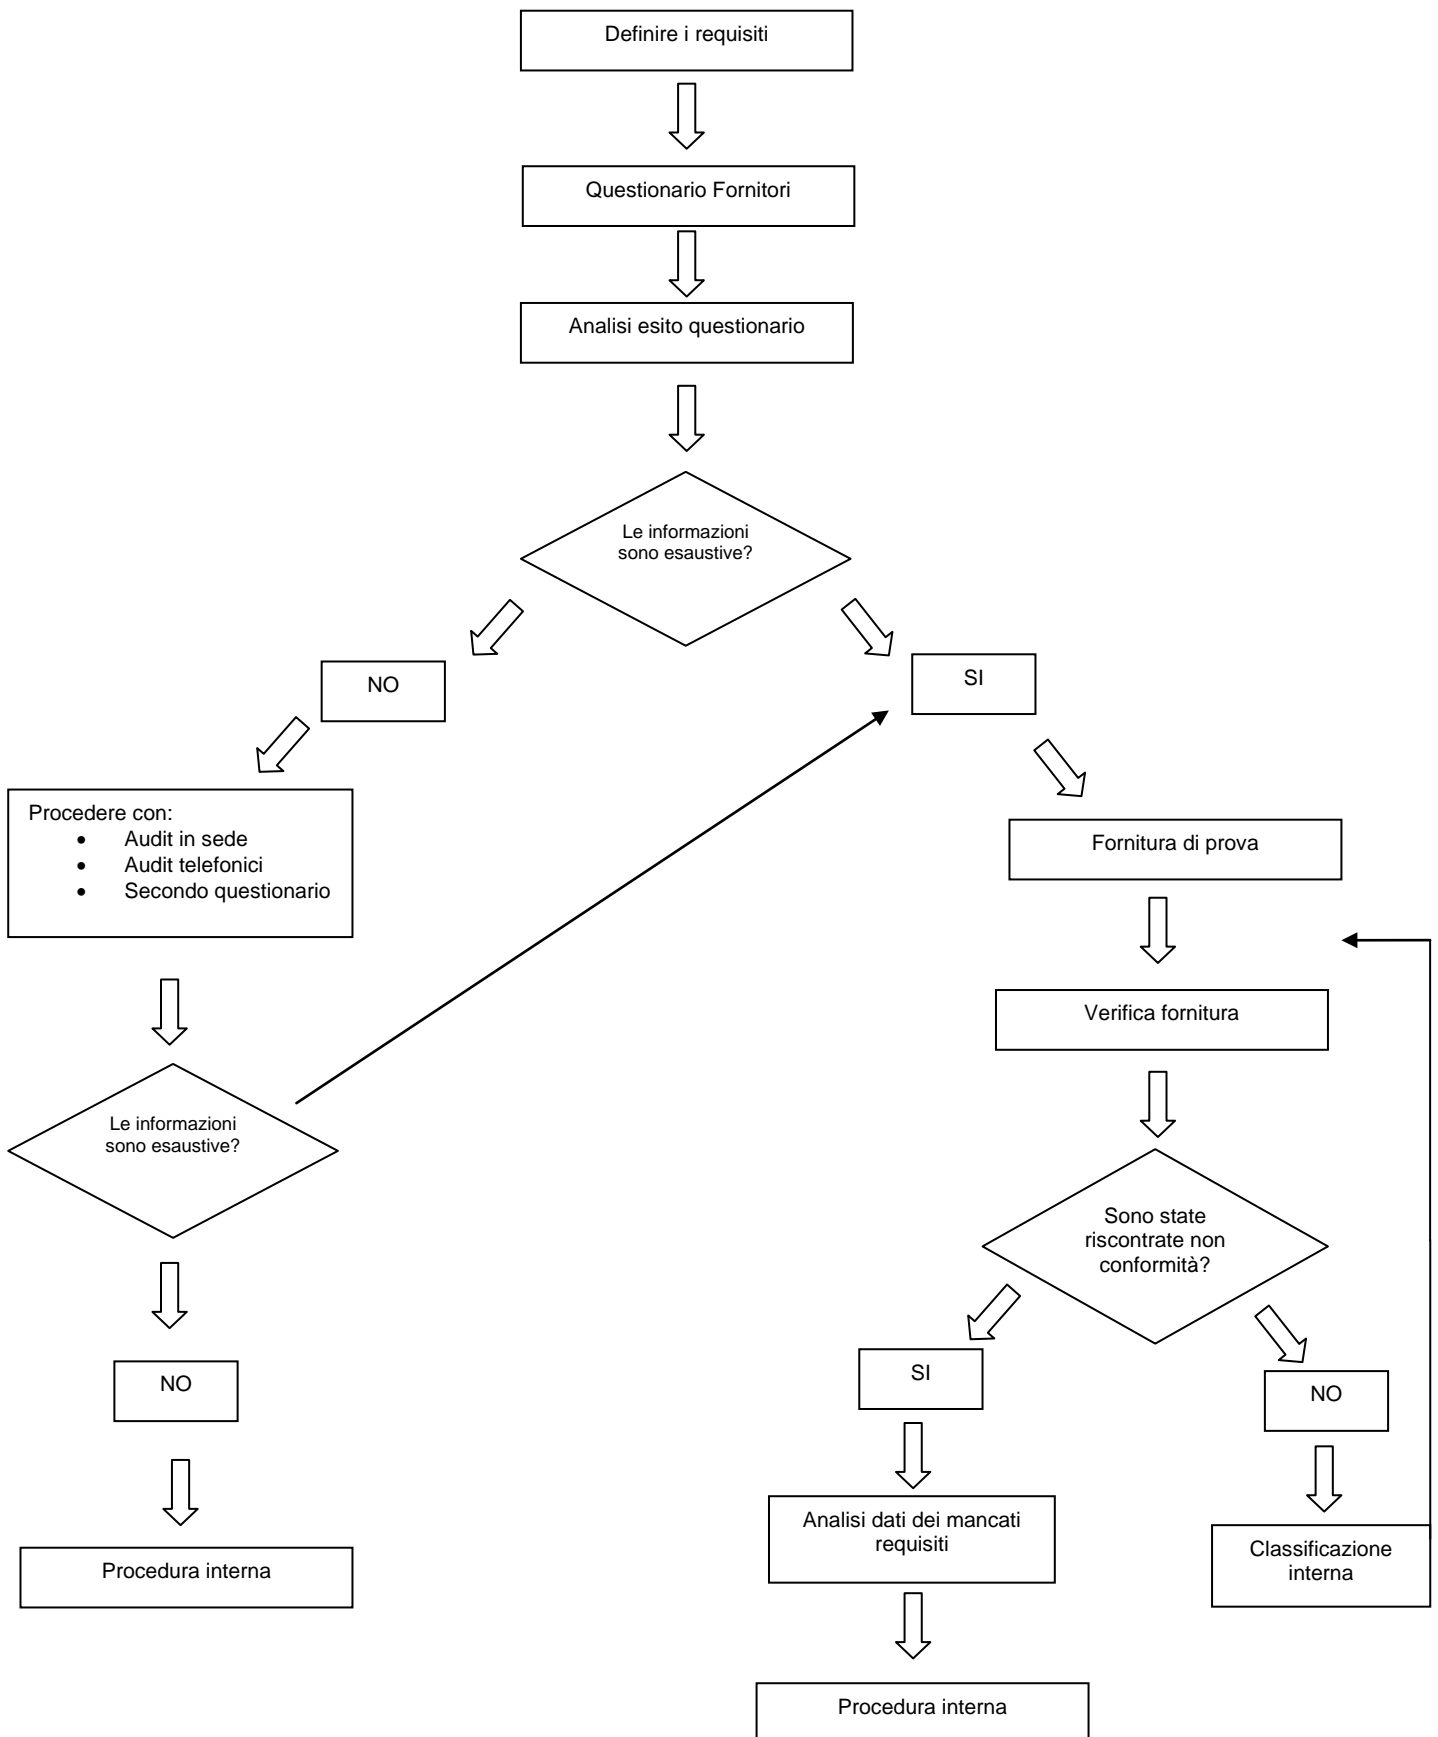 Definire i requisiti
Questionario Fornitori
Analisi esito questionario
Le informazioni
sono esaustive?
NO
SI
Procedere con:
• Audit in sede
• Audit telefonici
• Secondo questionario
Fornitura di prova
Verifica fornitura
Le informazioni
sono esaustive?
Sono state
riscontrate non
conformità?
NO
SI
NO
Procedura interna
Analisi dati dei mancati
requisiti
Classificazione
interna
Procedura interna